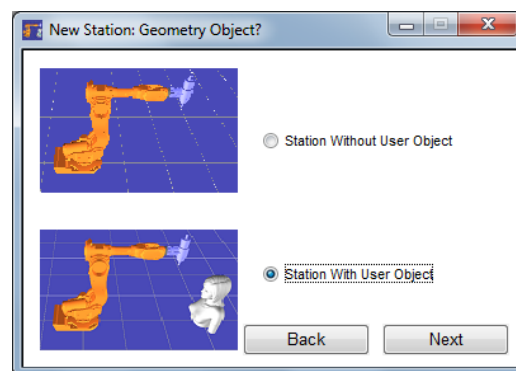 New Station: Geometry Object?
Station Without User Object
Station With User Object
Back
Next